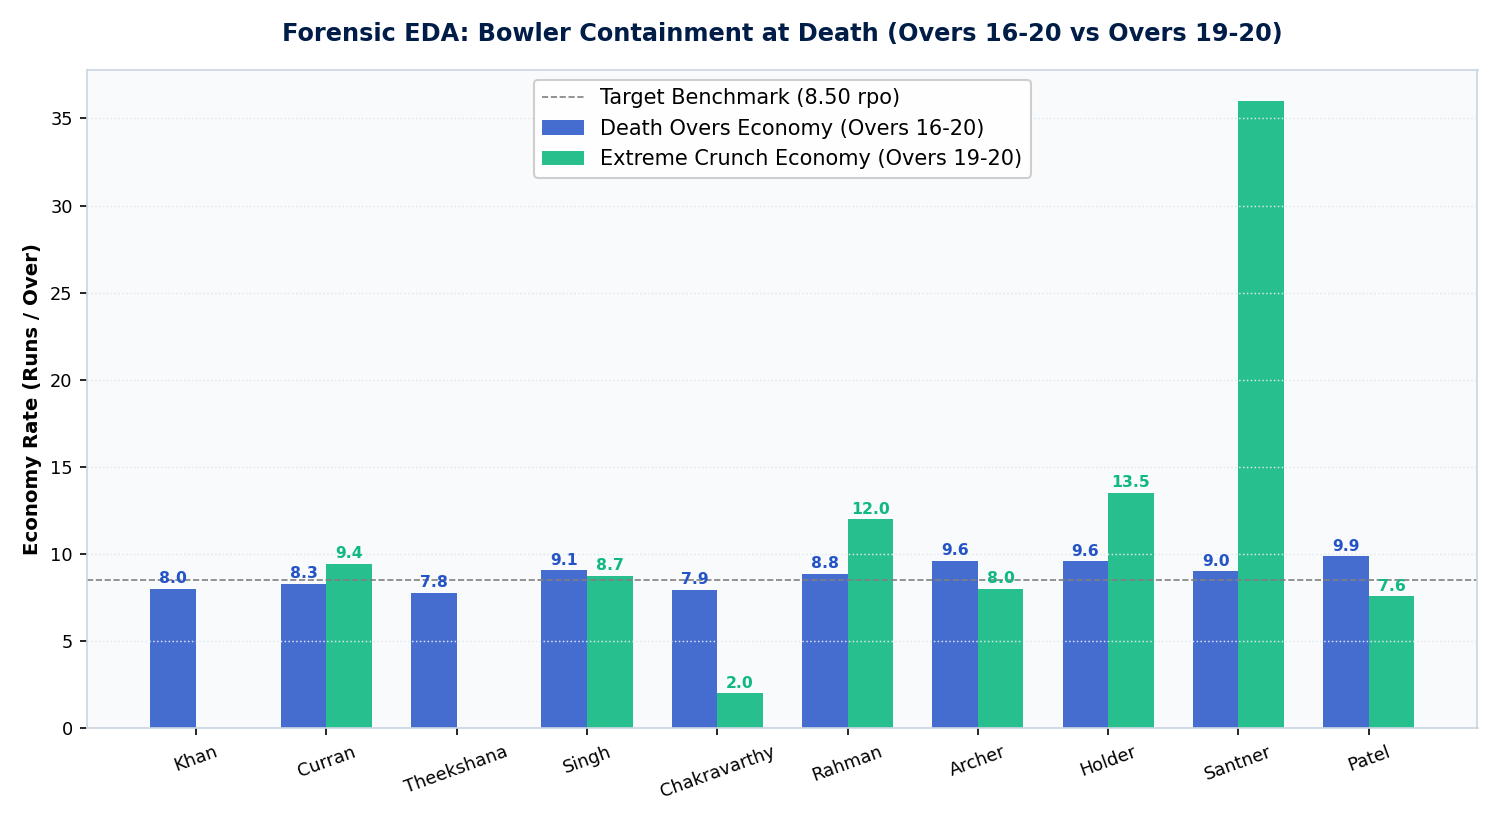 Forensic EDA: Bowler Containment at Death (Overs 16-20 vs Overs 19-20)
Target Benchmark (8.50 rpo)
Death Overs Economy (Overs 16-20)
Extreme Crunch Economy (Overs 19-20)
Economy Rate (Runs / Over)
35
30
25
20
15
10
5
0
8.0
8.3
9.4
7.8
9.1
8.7
7.9
2.0
8.8
12.0
9.6
8.0
9.6
13.5
9.0
9.9
7.6
Khan
Curran
Theekshana
Singh
Chakravarthy
Rahman
Archer
Holder
Santner
Patel